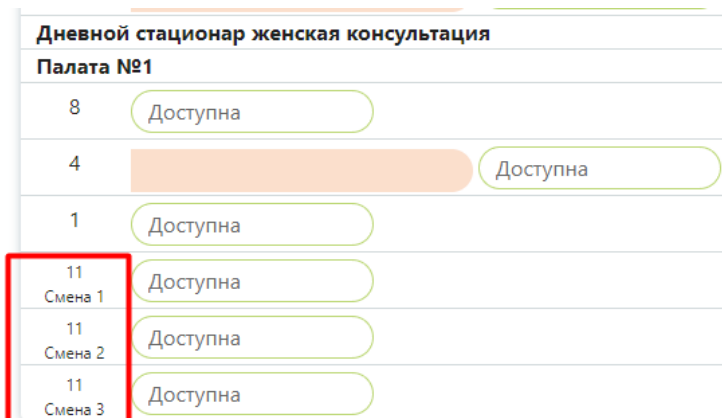 Дневной стационар женская консультация
Палата №1
8 Доступна
4 Доступна
1 Доступна
11
Смена 1 Доступна
11
Смена 2 Доступна
11
Смена 3 Доступна